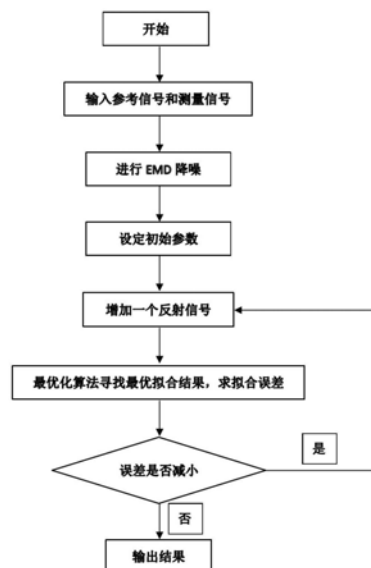 开始
输入参考信号和测量信号
进行 EMD 降噪
设定初始参数
增加一个反射信号
最优化算法寻找最优拟合结果，求拟合误差
误差是否减小
是
否
输出结果